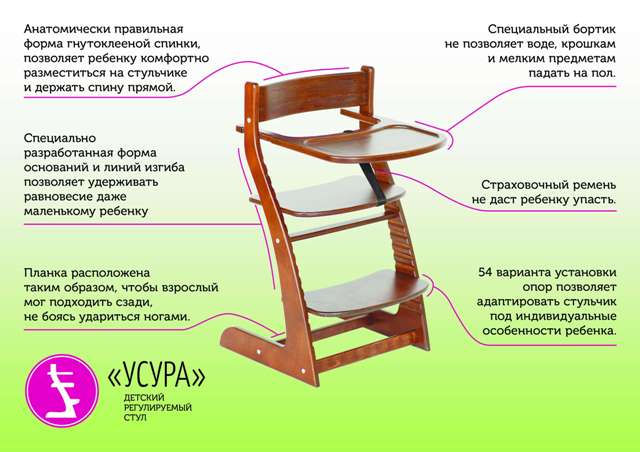 Анатомически правильная
форма гнутоклееной спинки,
позволяет ребенку комфортно
разместиться на стульчике
и держать спину прямой.
Специально
разработанная форма
оснований и линий изгиба
позволяет удерживать
равновесие даже
маленькому ребенку
Планка расположена
таким образом, чтобы взрослый
мог подходить сзади,
не боясь удариться ногами.
Специальный бортик
не позволяет воде, крошкам
и мелким предметам
падать на пол.
Страховочный ремень
не даст ребенку упасть.
54 варианта установки
опор позволяет
адаптировать стульчик
под индивидуальные
особенности ребенка.
«УСУРА»
ДЕТСКИЙ
РЕГУЛИРУЕМЫЙ
СТУЛ